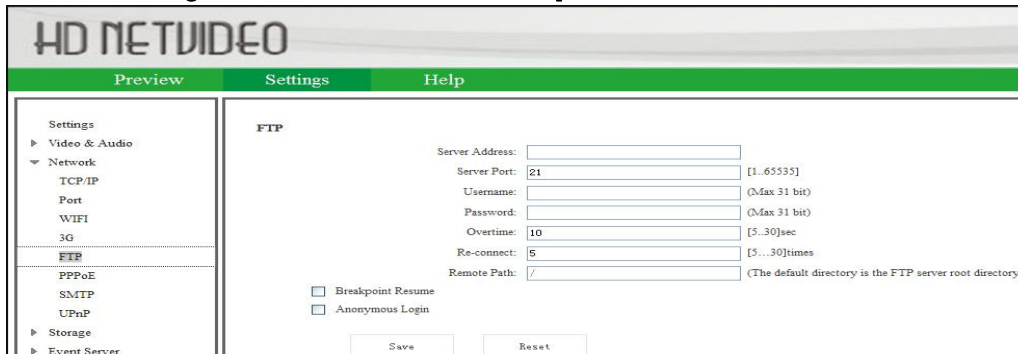 HD NETVIDEO
Preview Settings Help
Settings
Video & Audio
Network
TCP/IP
Port
WIFI
3G
FTP
PPPoE
SMTP
UPnP
Storage
Event Server
FTP
Server Address:
Server Port: 21 [1..65535]
Username: (Max 31 bit)
Password: (Max 31 bit)
Overtime: 10 [5..30]sec
Re-connect: 5 [5...30]times
Remote Path: / (The default directory is the FTP server root directory
Breakpoint Resume
Anonymous Login
Save Reset